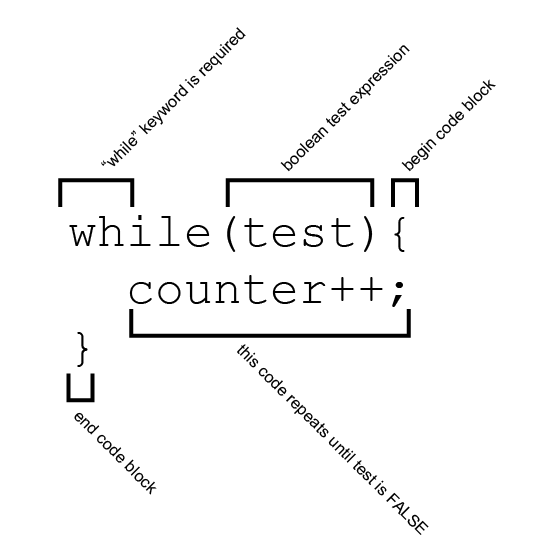 “while” keyword is required
boolean test expression
begin code block
while(test){
counter++;
}
this code repeats until test is FALSE
end code block